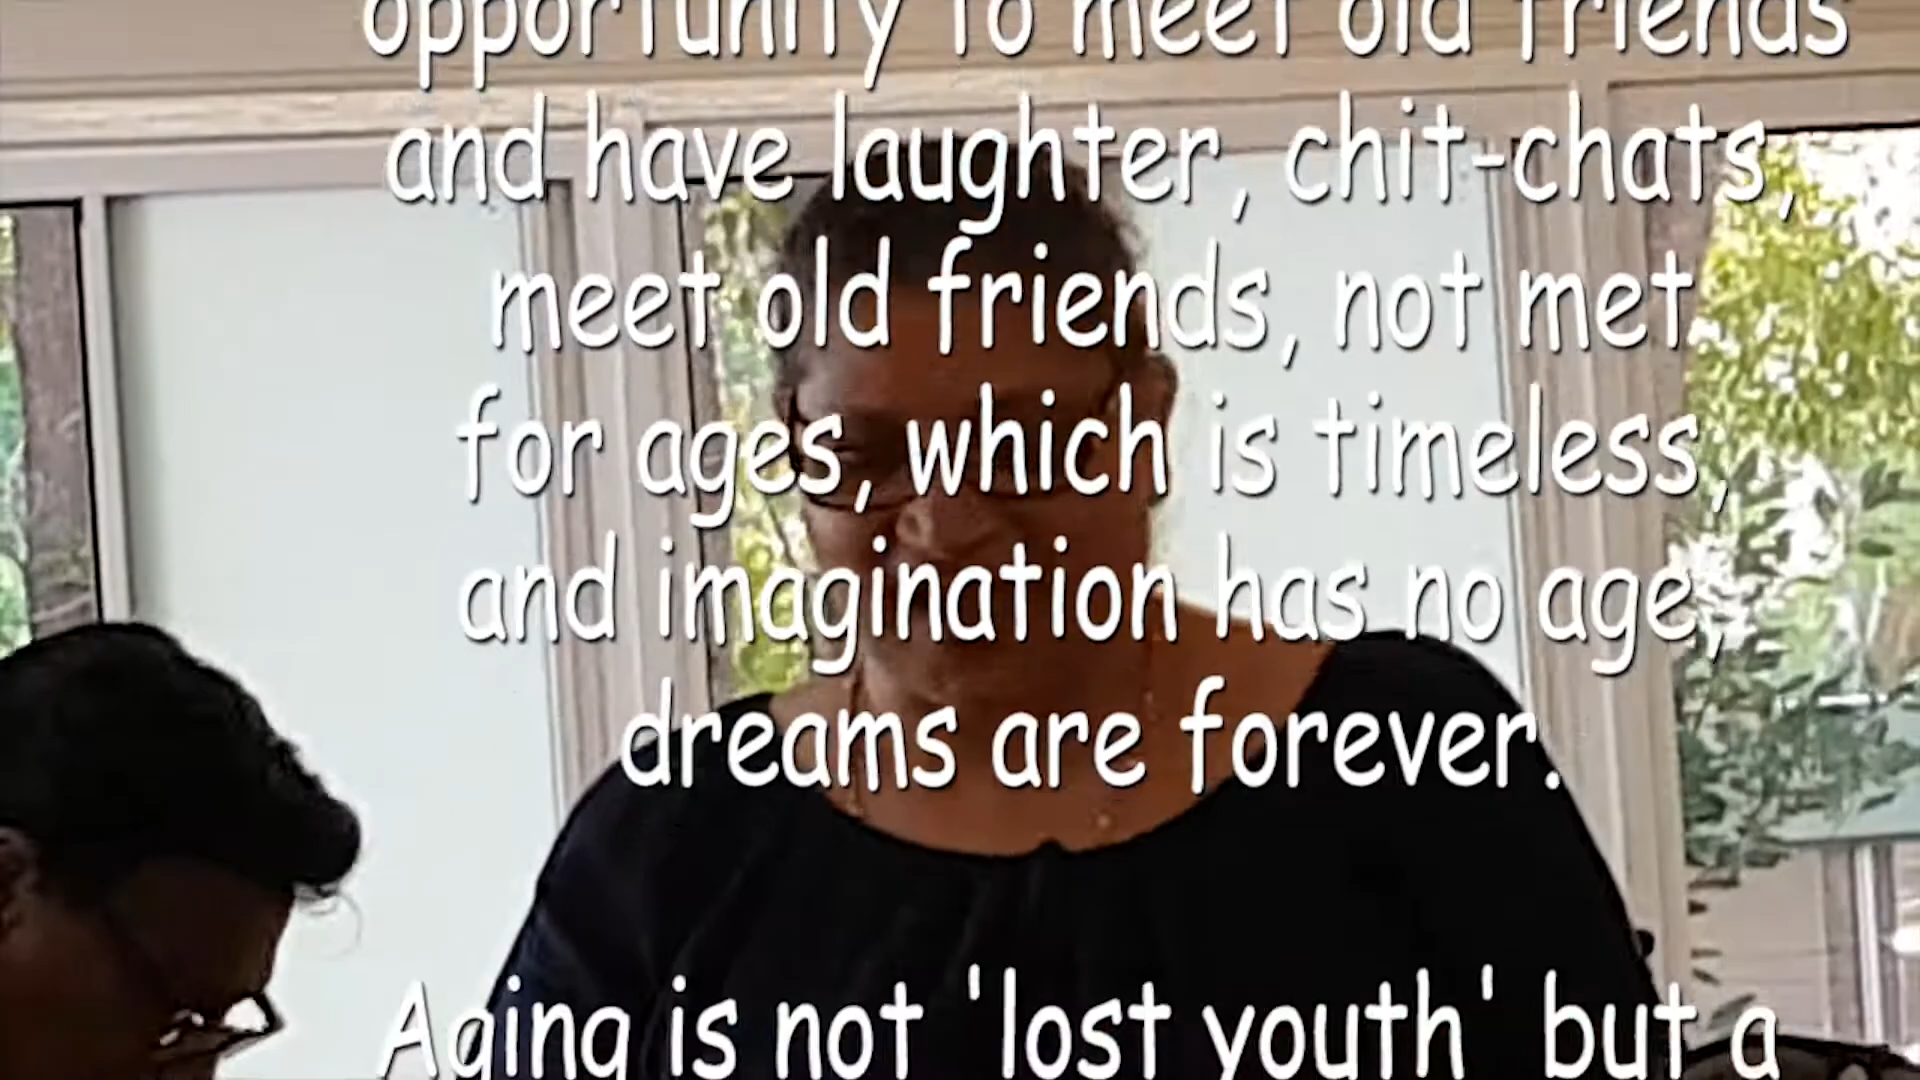 opportunity to meet old friends
and have laughter, chit-chats,
meet old friends, not met
for ages, which is timeless,
and imagination has no age,
dreams are forever.
Aging is not 'lost youth' but a